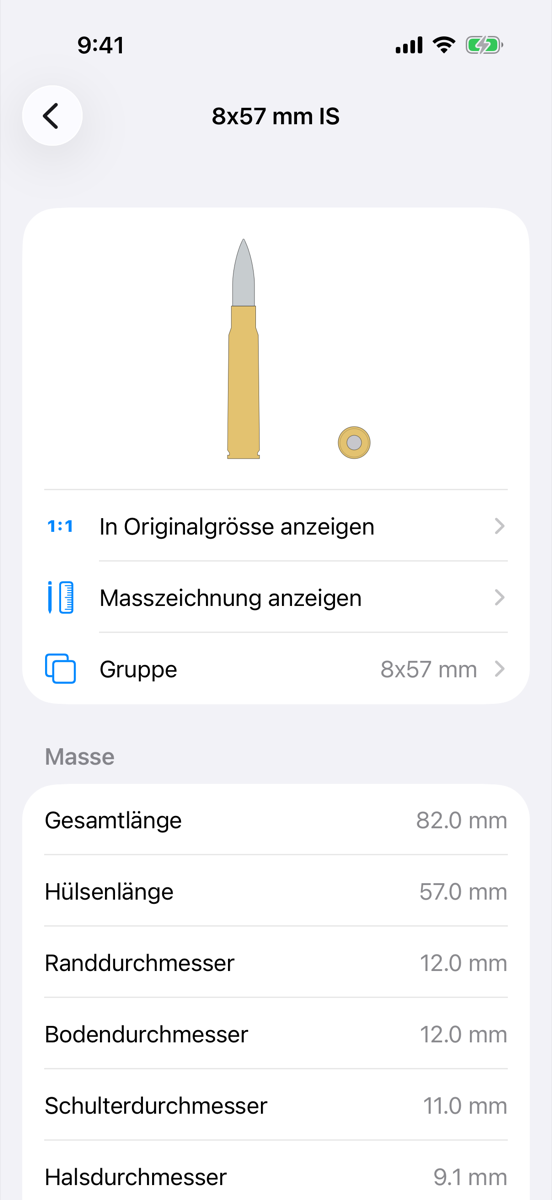 9:41
8x57 mm IS
1:1 In Originalgrösse anzeigen
Masszeichnung anzeigen
Gruppe 8x57 mm
Masse
Gesamtlänge 82.0 mm
Hülsenlänge 57.0 mm
Randdurchmesser 12.0 mm
Bodendurchmesser 12.0 mm
Schulterdurchmesser 11.0 mm
Halsdurchmesser 9.1 mm